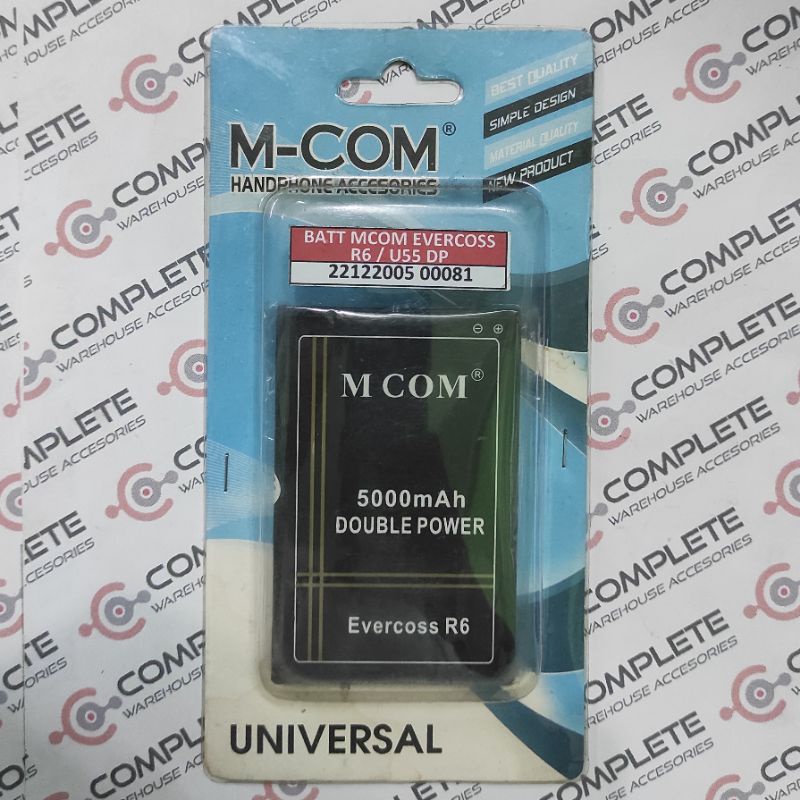 BEST QUALITY
SIMPLE DESIGN
MATERIAL QUALITY
NEW PRODUCT
M-COM®
HANDPHONE ACCESORIES
BATT MCOM EVERCOSS
R6 / U55 DP
22122005 00081
M COM®
5000mAh
DOUBLE POWER
Evercoss R6
UNIVERSAL
COMPLETE
WAREHOUSE ACCESORIES